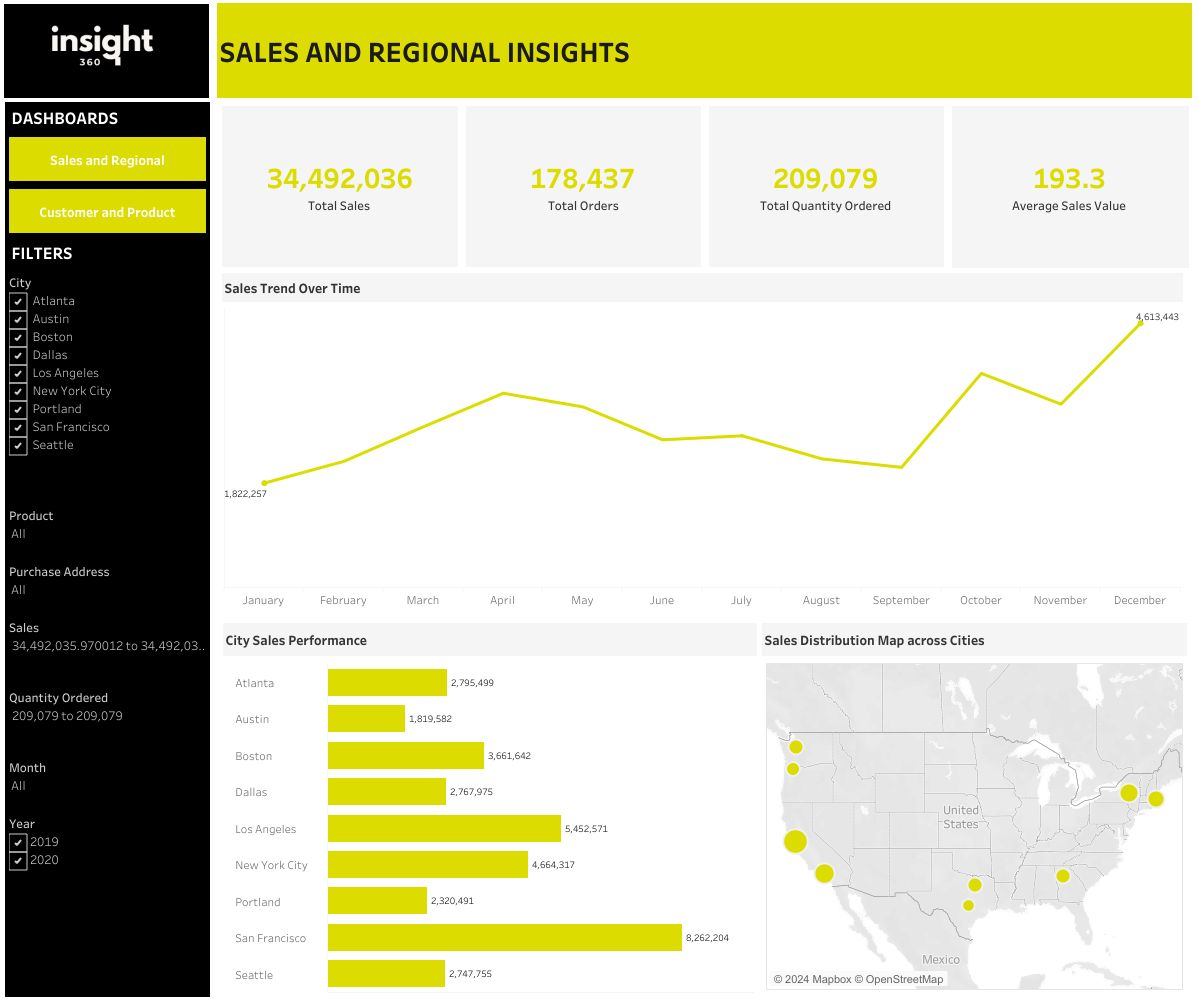 insight
360
SALES AND REGIONAL INSIGHTS
DASHBOARDS
Sales and Regional
Customer and Product
FILTERS
City
Atlanta
Austin
Boston
Dallas
Los Angeles
New York City
Portland
San Francisco
Seattle
Product
All
Purchase Address
All
Sales
34,492,035.970012 to 34,492,03..
Quantity Ordered
209,079 to 209,079
Month
All
Year
2019
2020
34,492,036
Total Sales
178,437
Total Orders
209,079
Total Quantity Ordered
193.3
Average Sales Value
Sales Trend Over Time
4,613,443
1,822,257
January February March April May June July August September October November December
City Sales Performance
Atlanta 2,795,499
Austin 1,819,582
Boston 3,661,642
Dallas 2,767,975
Los Angeles 5,452,571
New York City 4,664,317
Portland 2,320,491
San Francisco 8,262,204
Seattle 2,747,755
Sales Distribution Map across Cities
United
States
Mexico
© 2024 Mapbox © OpenStreetMap